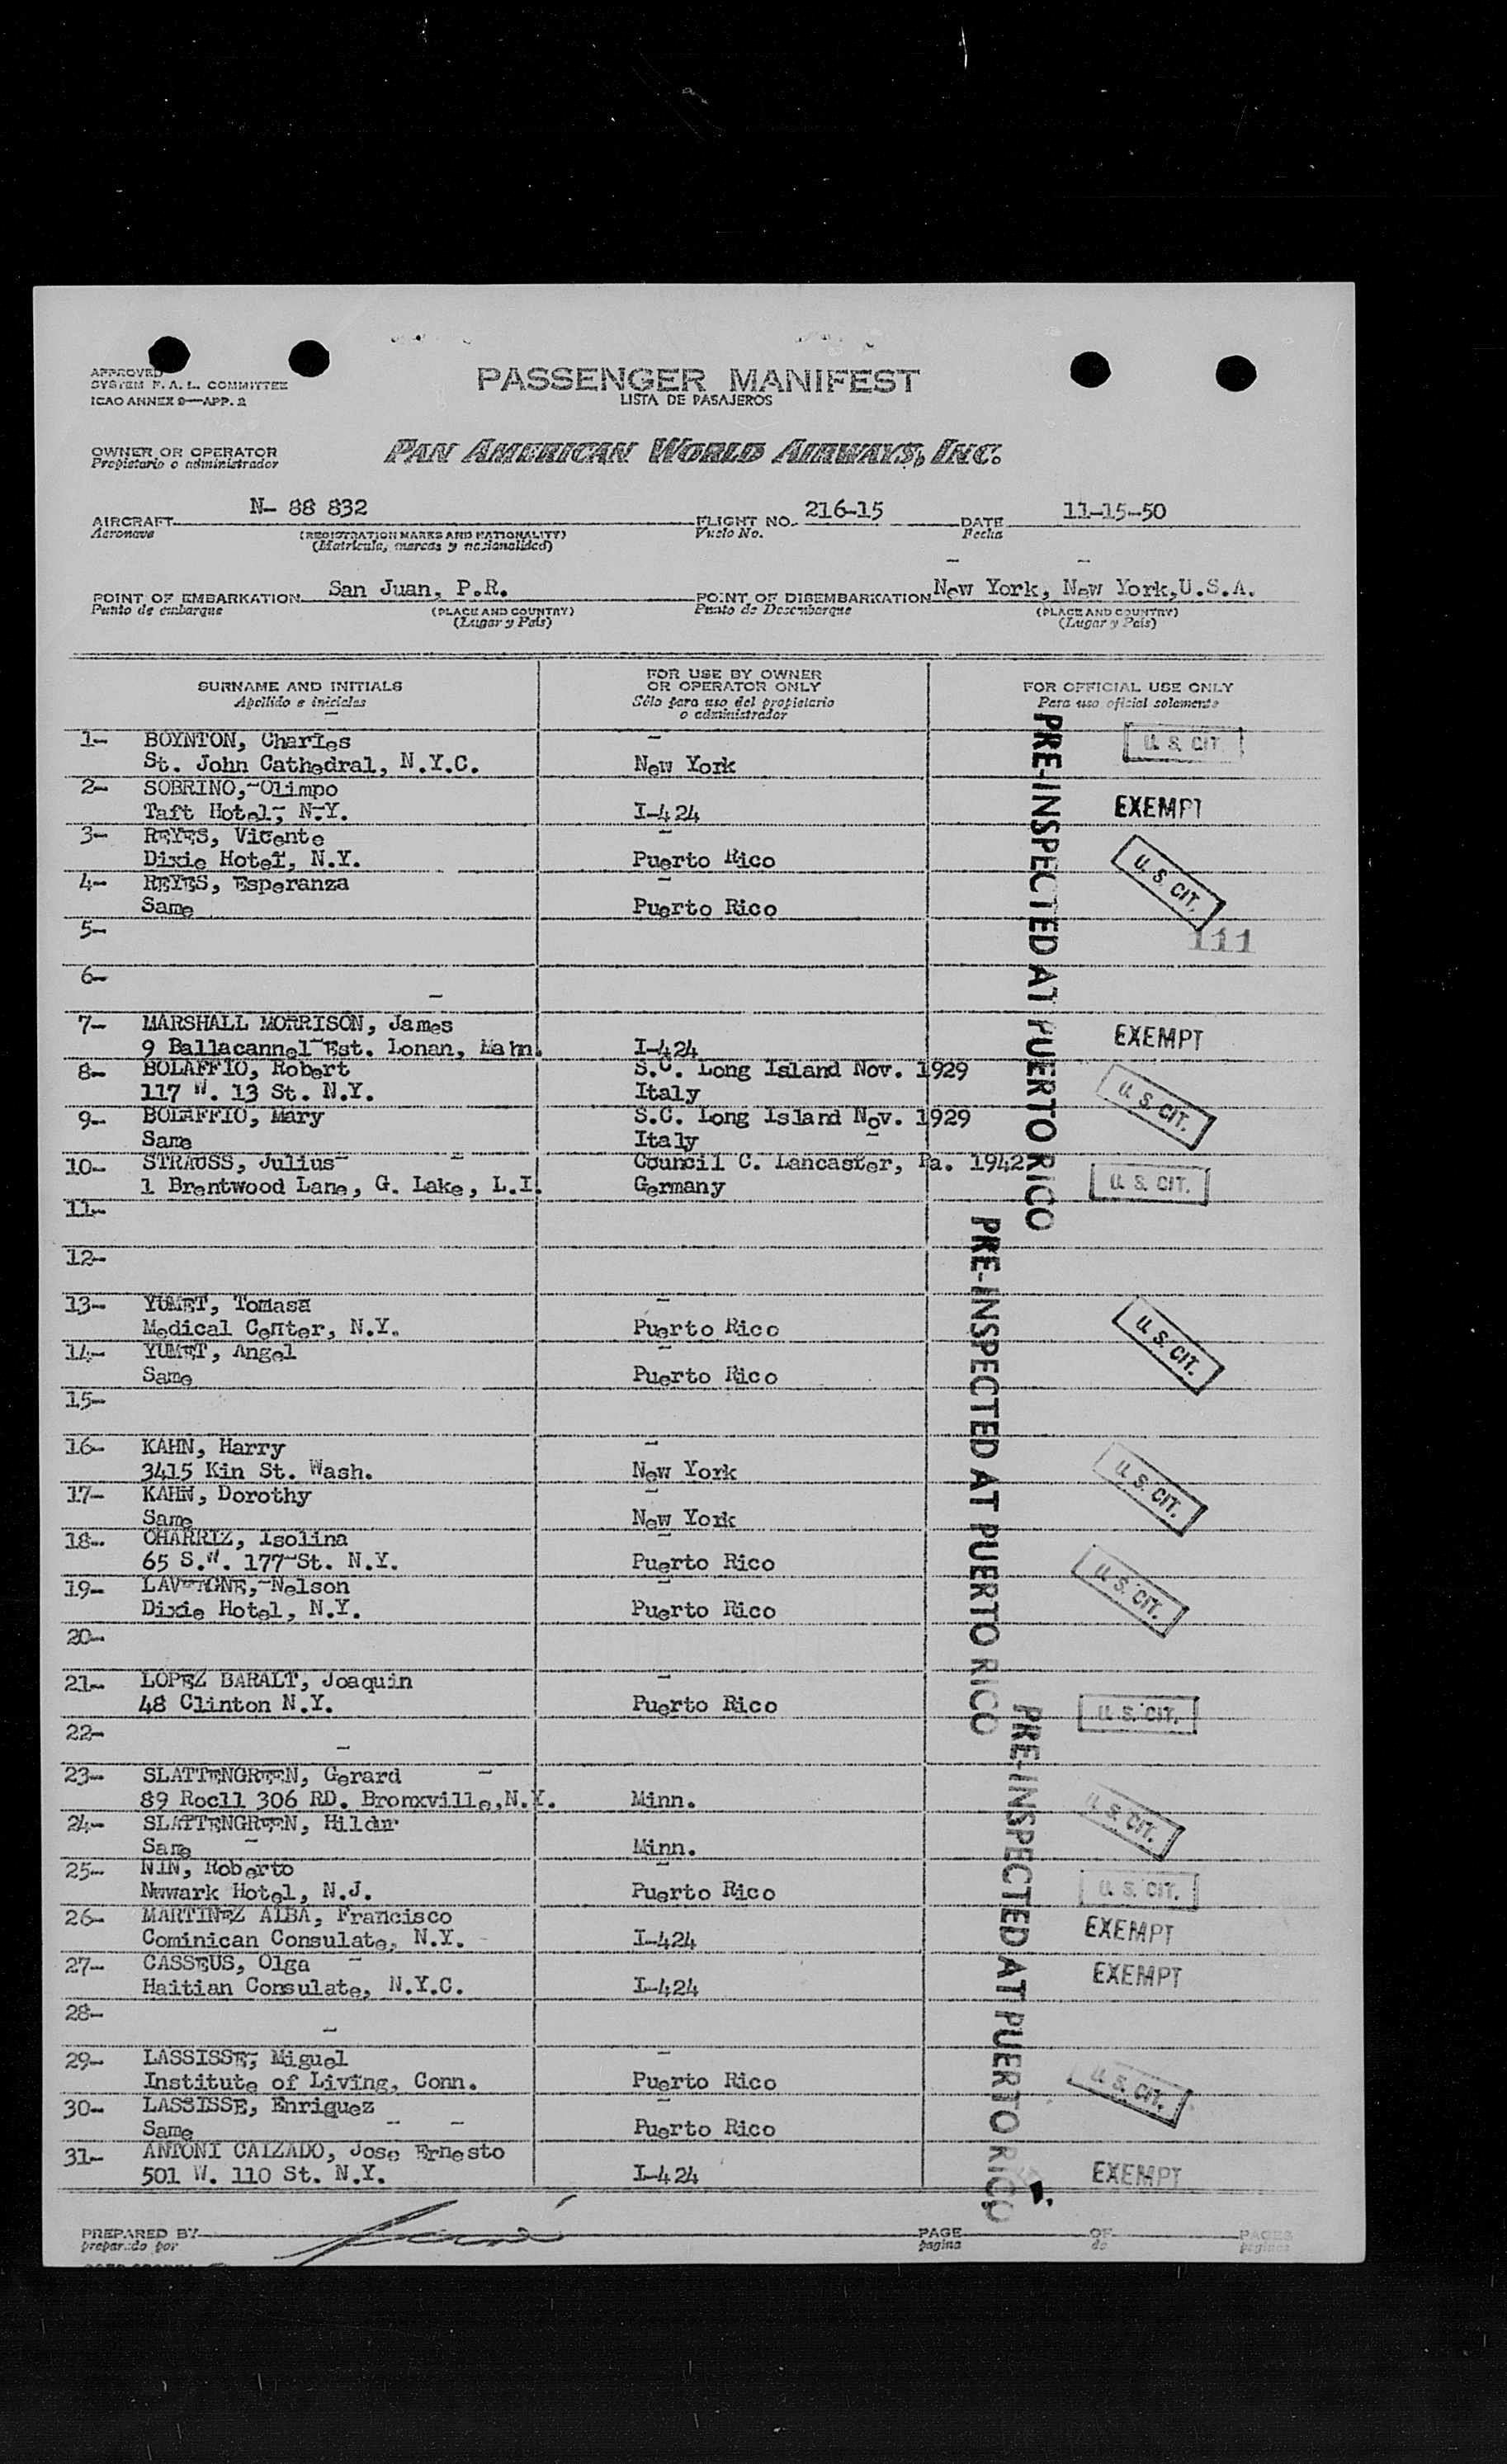 APPROVED
SYSTEM F. A. L. COMMITTEE
ICAO ANNEX 9—APP. 2
PASSENGER MANIFEST
LISTA DE PASAJEROS
OWNER OR OPERATOR
Propietario o administrador
PAN AMERICAN WORLD AIRWAYS, INC.
AIRCRAFT N- 88 832 FLIGHT NO. 216-15 DATE 11-15-50
Aeronave (REGISTRATION MARKS AND NATIONALITY) Vuelo No. Fecha
(Matrícula, marcas y nacionalidad)
POINT OF EMBARKATION San Juan, P.R. POINT OF DISEMBARKATION New York, New York,U.S.A.
Punto de embarque (PLACE AND COUNTRY) Punto de Desembarque (PLACE AND COUNTRY)
(Lugar y País) (Lugar y País)
SURNAME AND INITIALS
Apellido e iniciales
FOR USE BY OWNER
OR OPERATOR ONLY
Sólo para uso del propietario
o administrador
FOR OFFICIAL USE ONLY
Para uso oficial solamente
1- BOYNTON, Charles
St. John Cathedral, N.Y.C. New York U. S. CIT.
2- SOBRINO, Olimpo
Taft Hotel, N.Y. I-424 EXEMPT
3- REYES, Vicente
Dixie Hotel, N.Y. Puerto Rico U. S. CIT.
4- REYES, Esperanza
Same Puerto Rico
5- 111
6-
7- MARSHALL MORRISON, James
9 Ballacannel Est. Lonan, I-424 EXEMPT
8- BOLAFFIO, Robert S.C. Long Island Nov. 1929
117 W. 13 St. N.Y. Italy U. S. CIT.
9- BOLAFFIO, Mary S.C. Long Island Nov. 1929
Same Italy
10- STRAUSS, Julius Council C. Lancaster, Pa. 1942
1 Brentwood Lane, G. Lake, L.I. Germany U. S. CIT.
11-
12-
13- YUMET, Tomasa
Medical Center, N.Y. Puerto Rico U. S. CIT.
14- YUMET, Angel
Same Puerto Rico
15-
16- KAHN, Harry
3415 Kin St. Wash. New York U. S. CIT.
17- KAHN, Dorothy
Same New York
18- CHARRIZ, Isolina
65 S.W. 177 St. N.Y. Puerto Rico U. S. CIT.
19- LAVERGNE, Nelson
Dixie Hotel, N.Y. Puerto Rico
20-
21- LOPEZ BARALT, Joaquin
48 Clinton N.Y. Puerto Rico U. S. CIT.
22-
23- SLATTENGREEN, Gerard
89 Rocll 306 RD. Bronxville,N.Y. Minn. U. S. CIT.
24- SLATTENGREEN, Hildur
Same Minn.
25- NIN, Roberto
Newark Hotel, N.J. Puerto Rico U. S. CIT.
26- MARTINEZ ALBA, Francisco
Cominican Consulate, N.Y. I-424 EXEMPT
27- CASSEUS, Olga
Haitian Consulate, N.Y.C. I-424 EXEMPT
28-
29- LASSISSE, Miguel
Institute of Living, Conn. Puerto Rico U. S. CIT.
30- LASSISSE, Enriquez
Same Puerto Rico
31- ANTONI CALZADO, Jose Ernesto
501 W. 110 St. N.Y. I-424 EXEMPT
PRE-INSPECTED AT PUERTO RICO
PRE-INSPECTED AT PUERTO RICO
PRE-INSPECTED AT PUERTO RICO
PREPARED BY PAGE OF PAGES
preparado por página de páginas